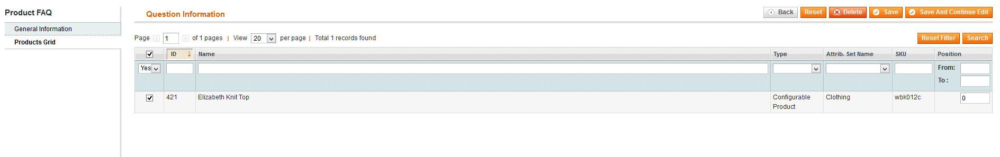 Product FAQ
General Information
Products Grid
Question Information
Back Reset Delete Save Save And Continue Edit
Page 1 of 1 pages | View 20 per page | Total 1 records found
Reset Filter Search
ID Name Type Attrib. Set Name SKU Position
Yes From:
To :
421 Elizabeth Knit Top Configurable Product Clothing wbk012c 0